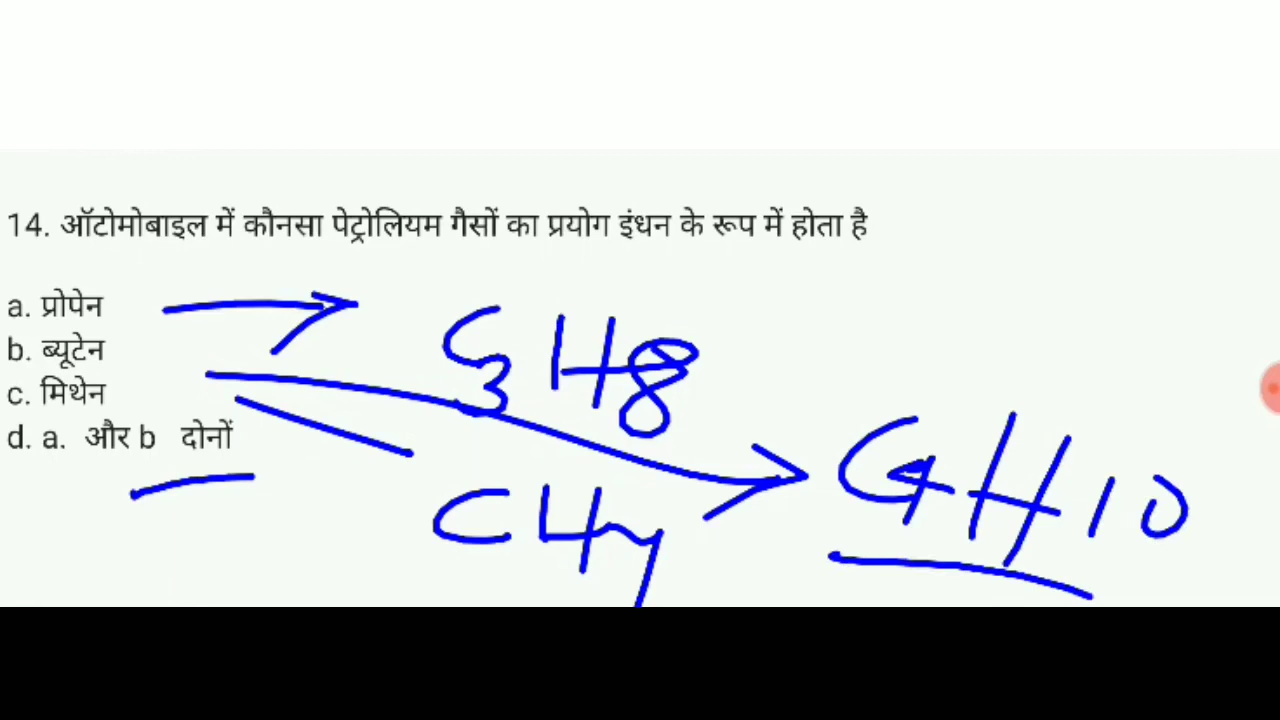 14. ऑटोमोबाइल में कौनसा पेट्रोलियम गैसों का प्रयोग इंधन के रूप में होता है
a. प्रोपेन
C3H8
b. ब्यूटेन
c. मिथेन
d. a. और b दोनों
C4H10
CH4